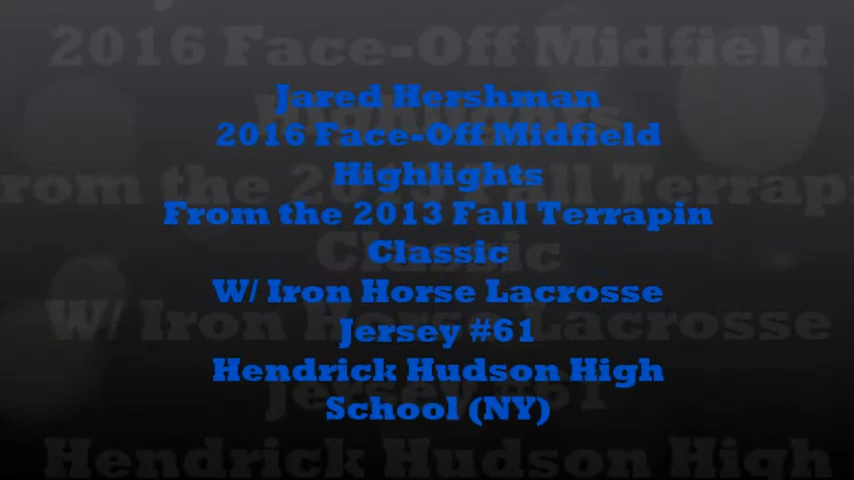 Jared Hershman
2016 Face-Off Midfield
Highlights
From the 2013 Fall Terrapin
Classic
W/ Iron Horse Lacrosse
Jersey #61
Hendrick Hudson High
School (NY)